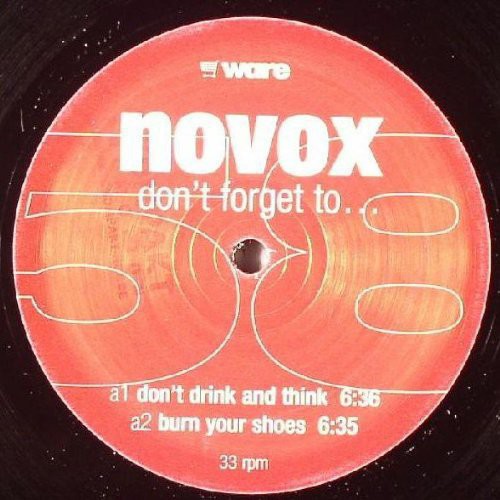 ware
novox
don't forget to...
a1 don't drink and think 6:36
a2 burn your shoes 6:35
33 rpm